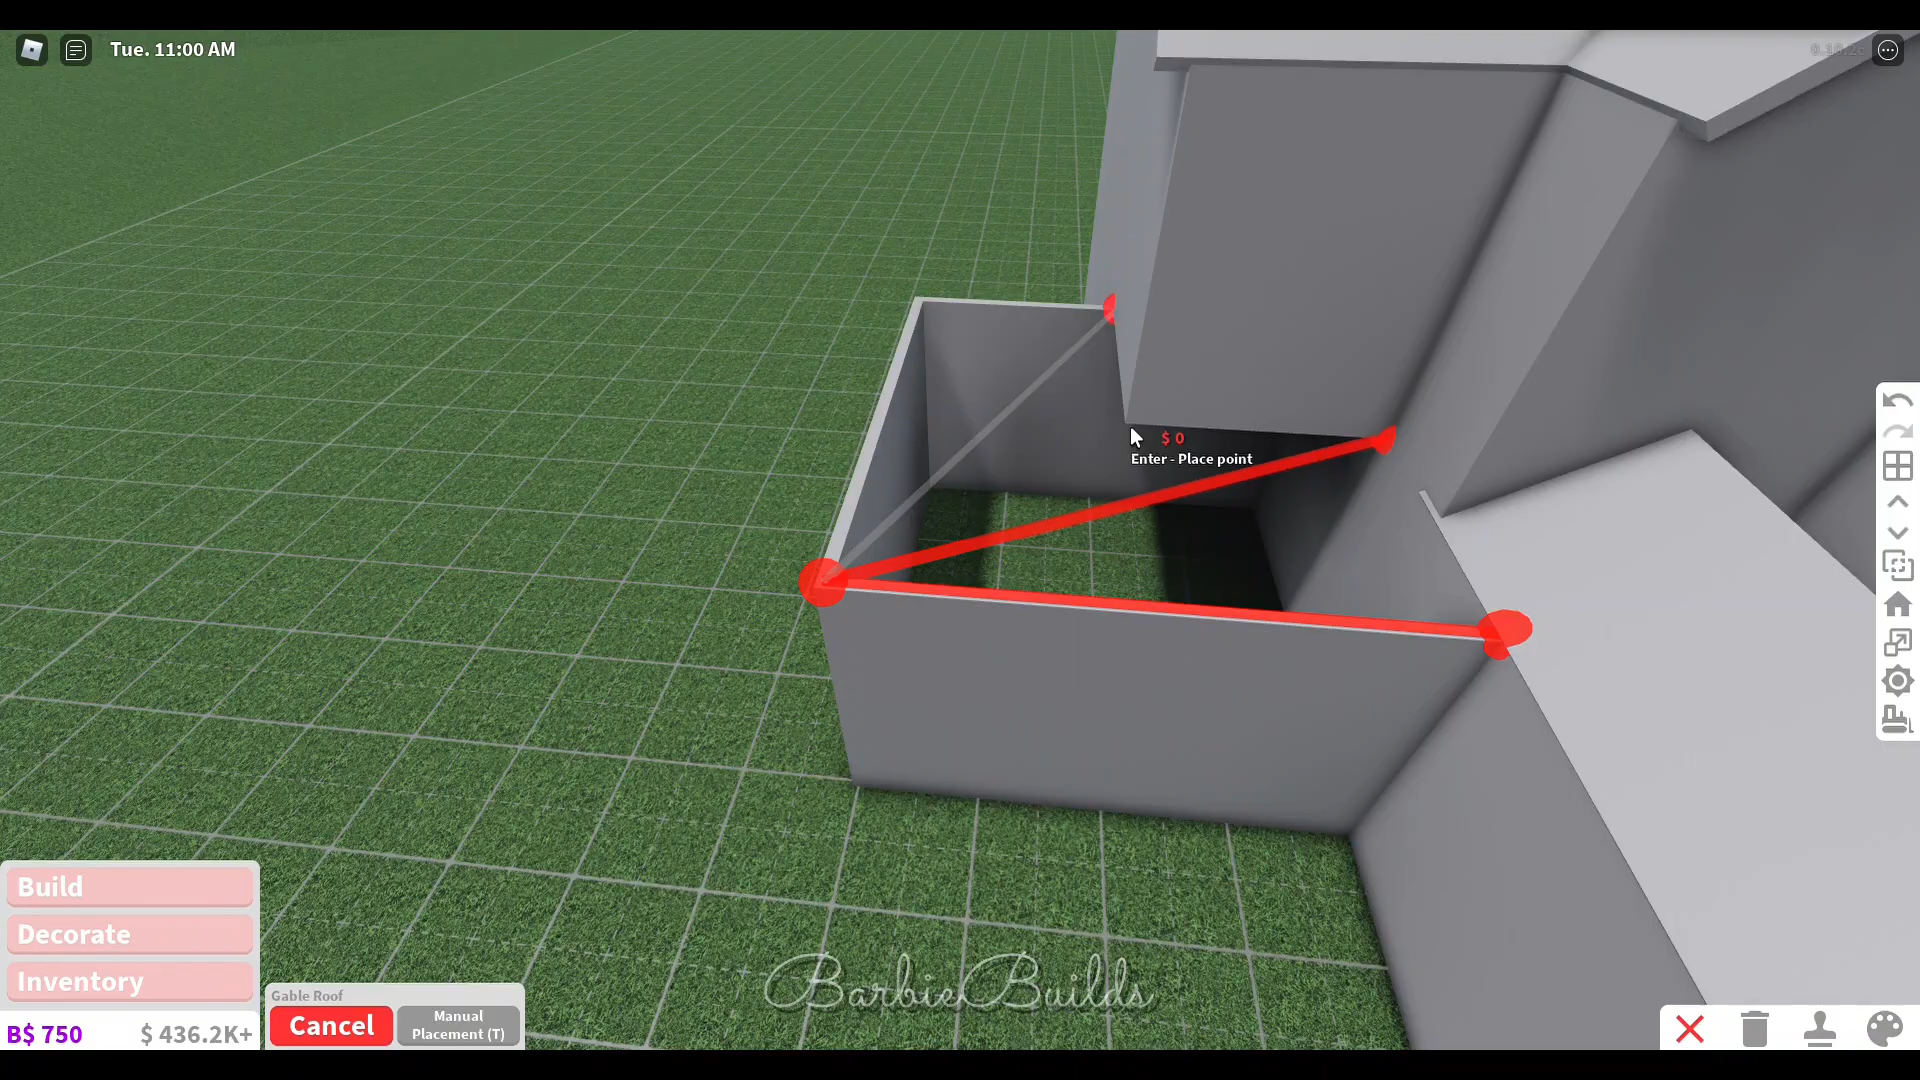 Tue. 11:00 AM
$ 0
Enter - Place point
Build
Decorate
Inventory
B$ 750
$ 436.2K+
Gable Roof
Cancel
Manual
Placement (T)
BarbieBuilds